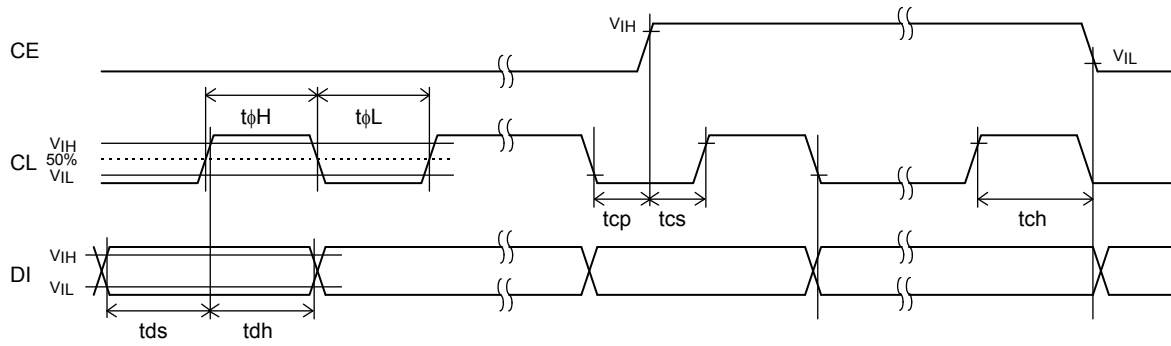 CE
VIH
VIL
tϕH
tϕL
CL
VIH
50%
VIL
tcp
tcs
tch
DI
VIH
VIL
tds
tdh